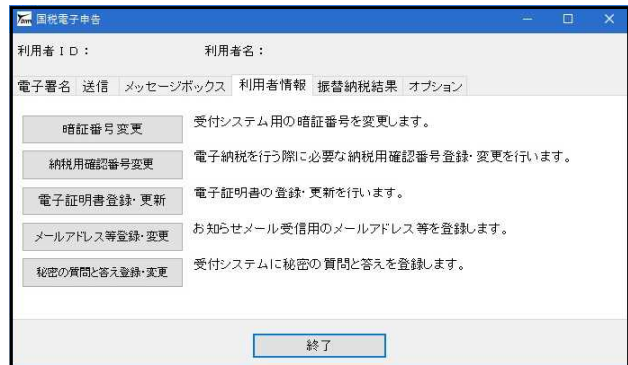 国税電子申告
利用者ID: 利用者名:
電子署名 送信 メッセージボックス 利用者情報 振替納税結果 オプション
暗証番号変更 受付システム用の暗証番号を変更します。
納税用確認番号変更 電子納税を行う際に必要な納税用確認番号登録・変更を行います。
電子証明書登録・更新 電子証明書の登録・更新を行います。
メールアドレス等登録・変更 お知らせメール受信用のメールアドレス等を登録します。
秘密の質問と答え登録・変更 受付システムに秘密の質問と答えを登録します。
終了